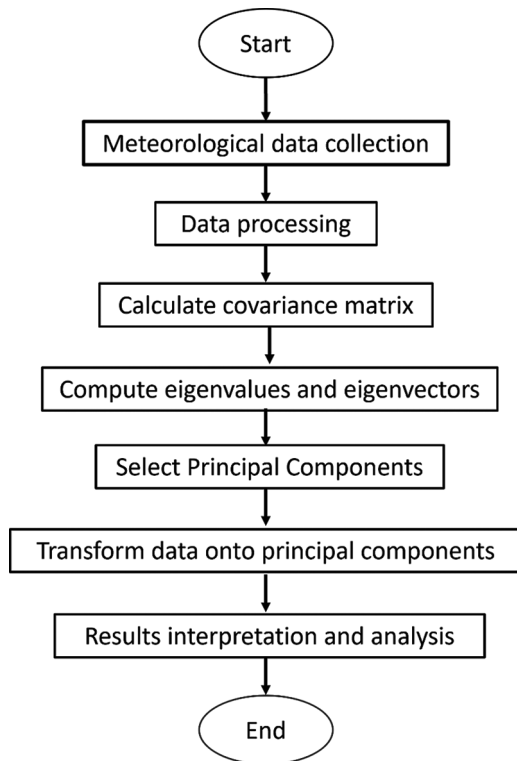 Start
Meteorological data collection
Data processing
Calculate covariance matrix
Compute eigenvalues and eigenvectors
Select Principal Components
Transform data onto principal components
Results interpretation and analysis
End